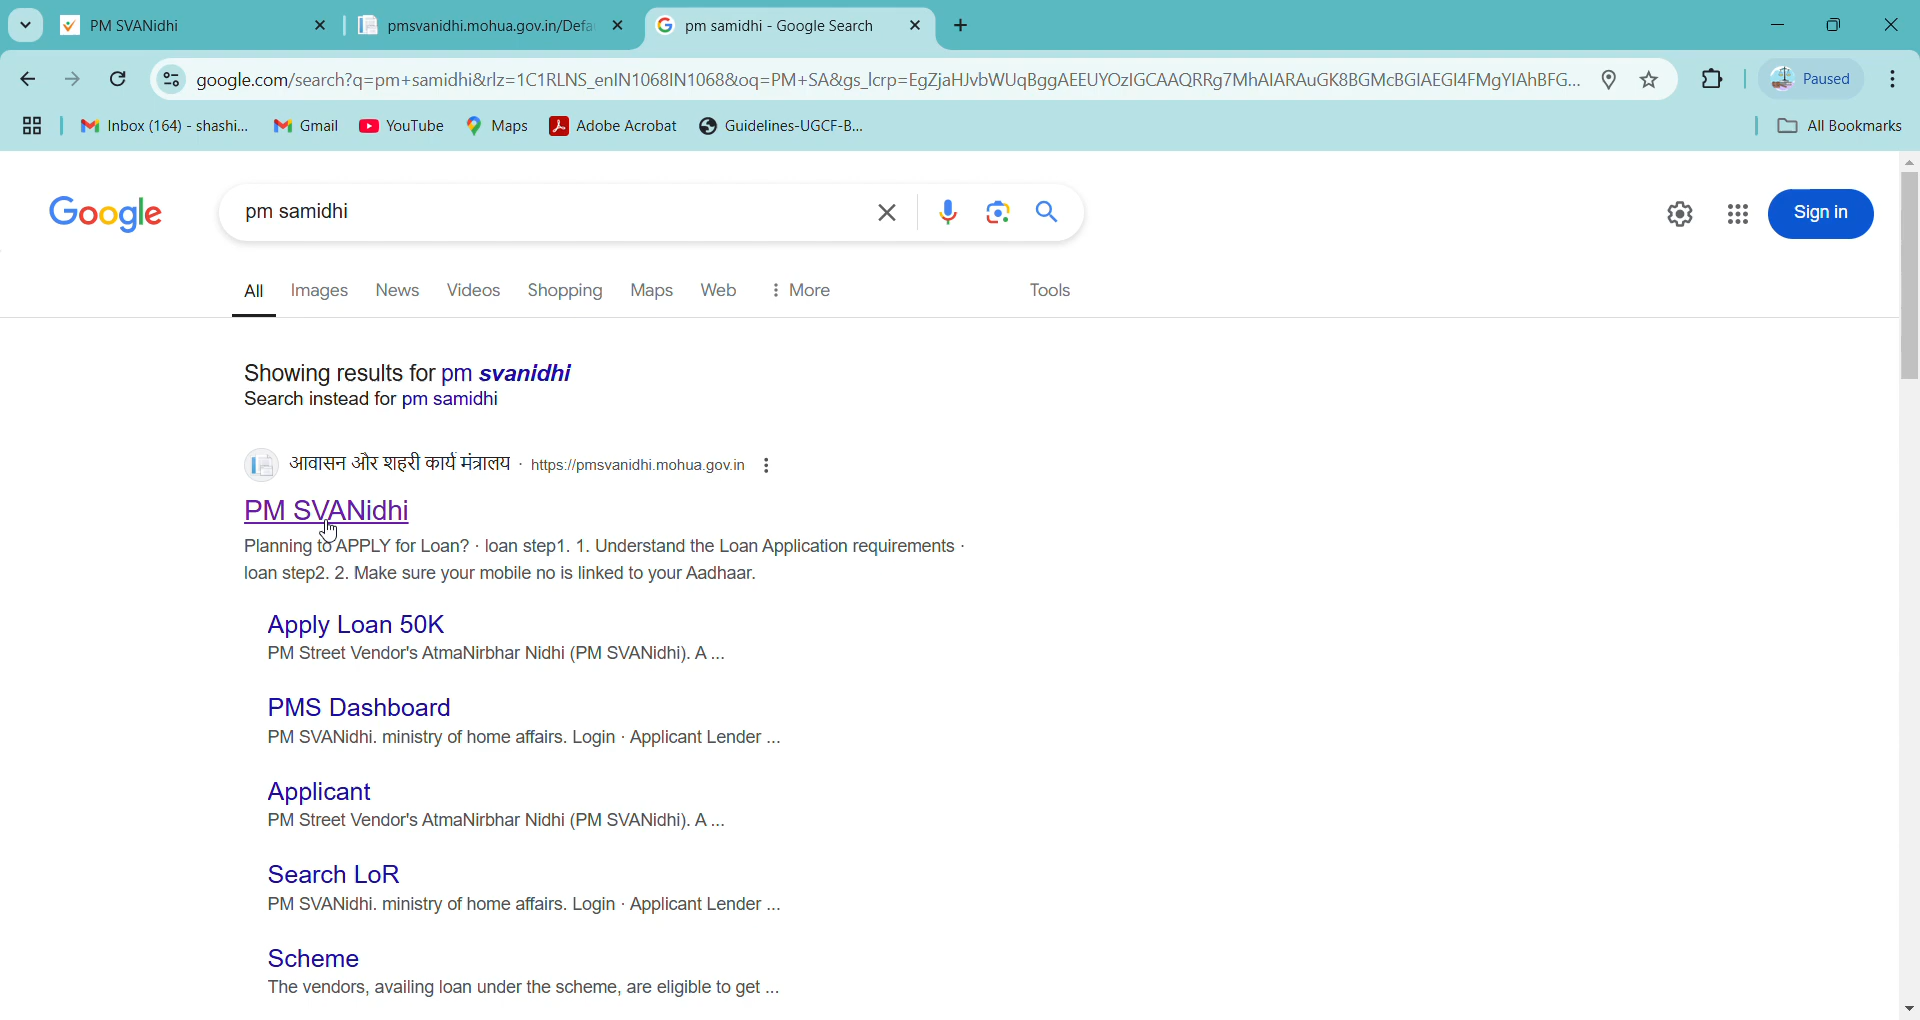 PM SVANidhi
pmsvanidhi.mohua.gov.in/Defa
pm samidhi - Google Search
google.com/search?q=pm+samidhi&rlz=1C1RLNS_enIN1068IN1068&oq=PM+SA&gs_lcrp=EgZjaHJvbWUqBggAEEUYOzIGCAAQRRg7MhAIARAuGK8BGMcBGIAEGI4FMgYIAhBFG...
Paused
Inbox (164) - shashi...
Gmail
YouTube
Maps
Adobe Acrobat
Guidelines-UGCF-B...
All Bookmarks
Google
pm samidhi
Sign in
All Images News Videos Shopping Maps Web More Tools
Showing results for pm svanidhi
Search instead for pm samidhi
आवासन और शहरी कार्य मंत्रालय · https://pmsvanidhi.mohua.gov.in
PM SVANidhi
Planning to APPLY for Loan? · loan step1. 1. Understand the Loan Application requirements ·
loan step2. 2. Make sure your mobile no is linked to your Aadhaar.
Apply Loan 50K
PM Street Vendor's AtmaNirbhar Nidhi (PM SVANidhi). A ...
PMS Dashboard
PM SVANidhi. ministry of home affairs. Login · Applicant Lender ...
Applicant
PM Street Vendor's AtmaNirbhar Nidhi (PM SVANidhi). A ...
Search LoR
PM SVANidhi. ministry of home affairs. Login · Applicant Lender ...
Scheme
The vendors, availing loan under the scheme, are eligible to get ...